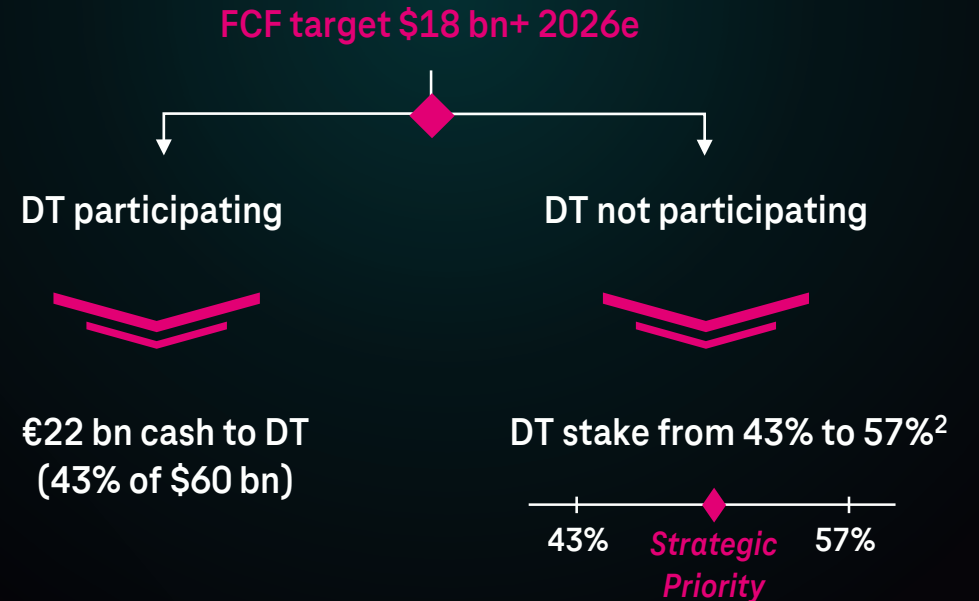 FCF target $18 bn+ 2026e
DT participating
DT not participating
€22 bn cash to DT
(43% of $60 bn)
DT stake from 43% to 57%²
43%
Strategic
Priority
57%